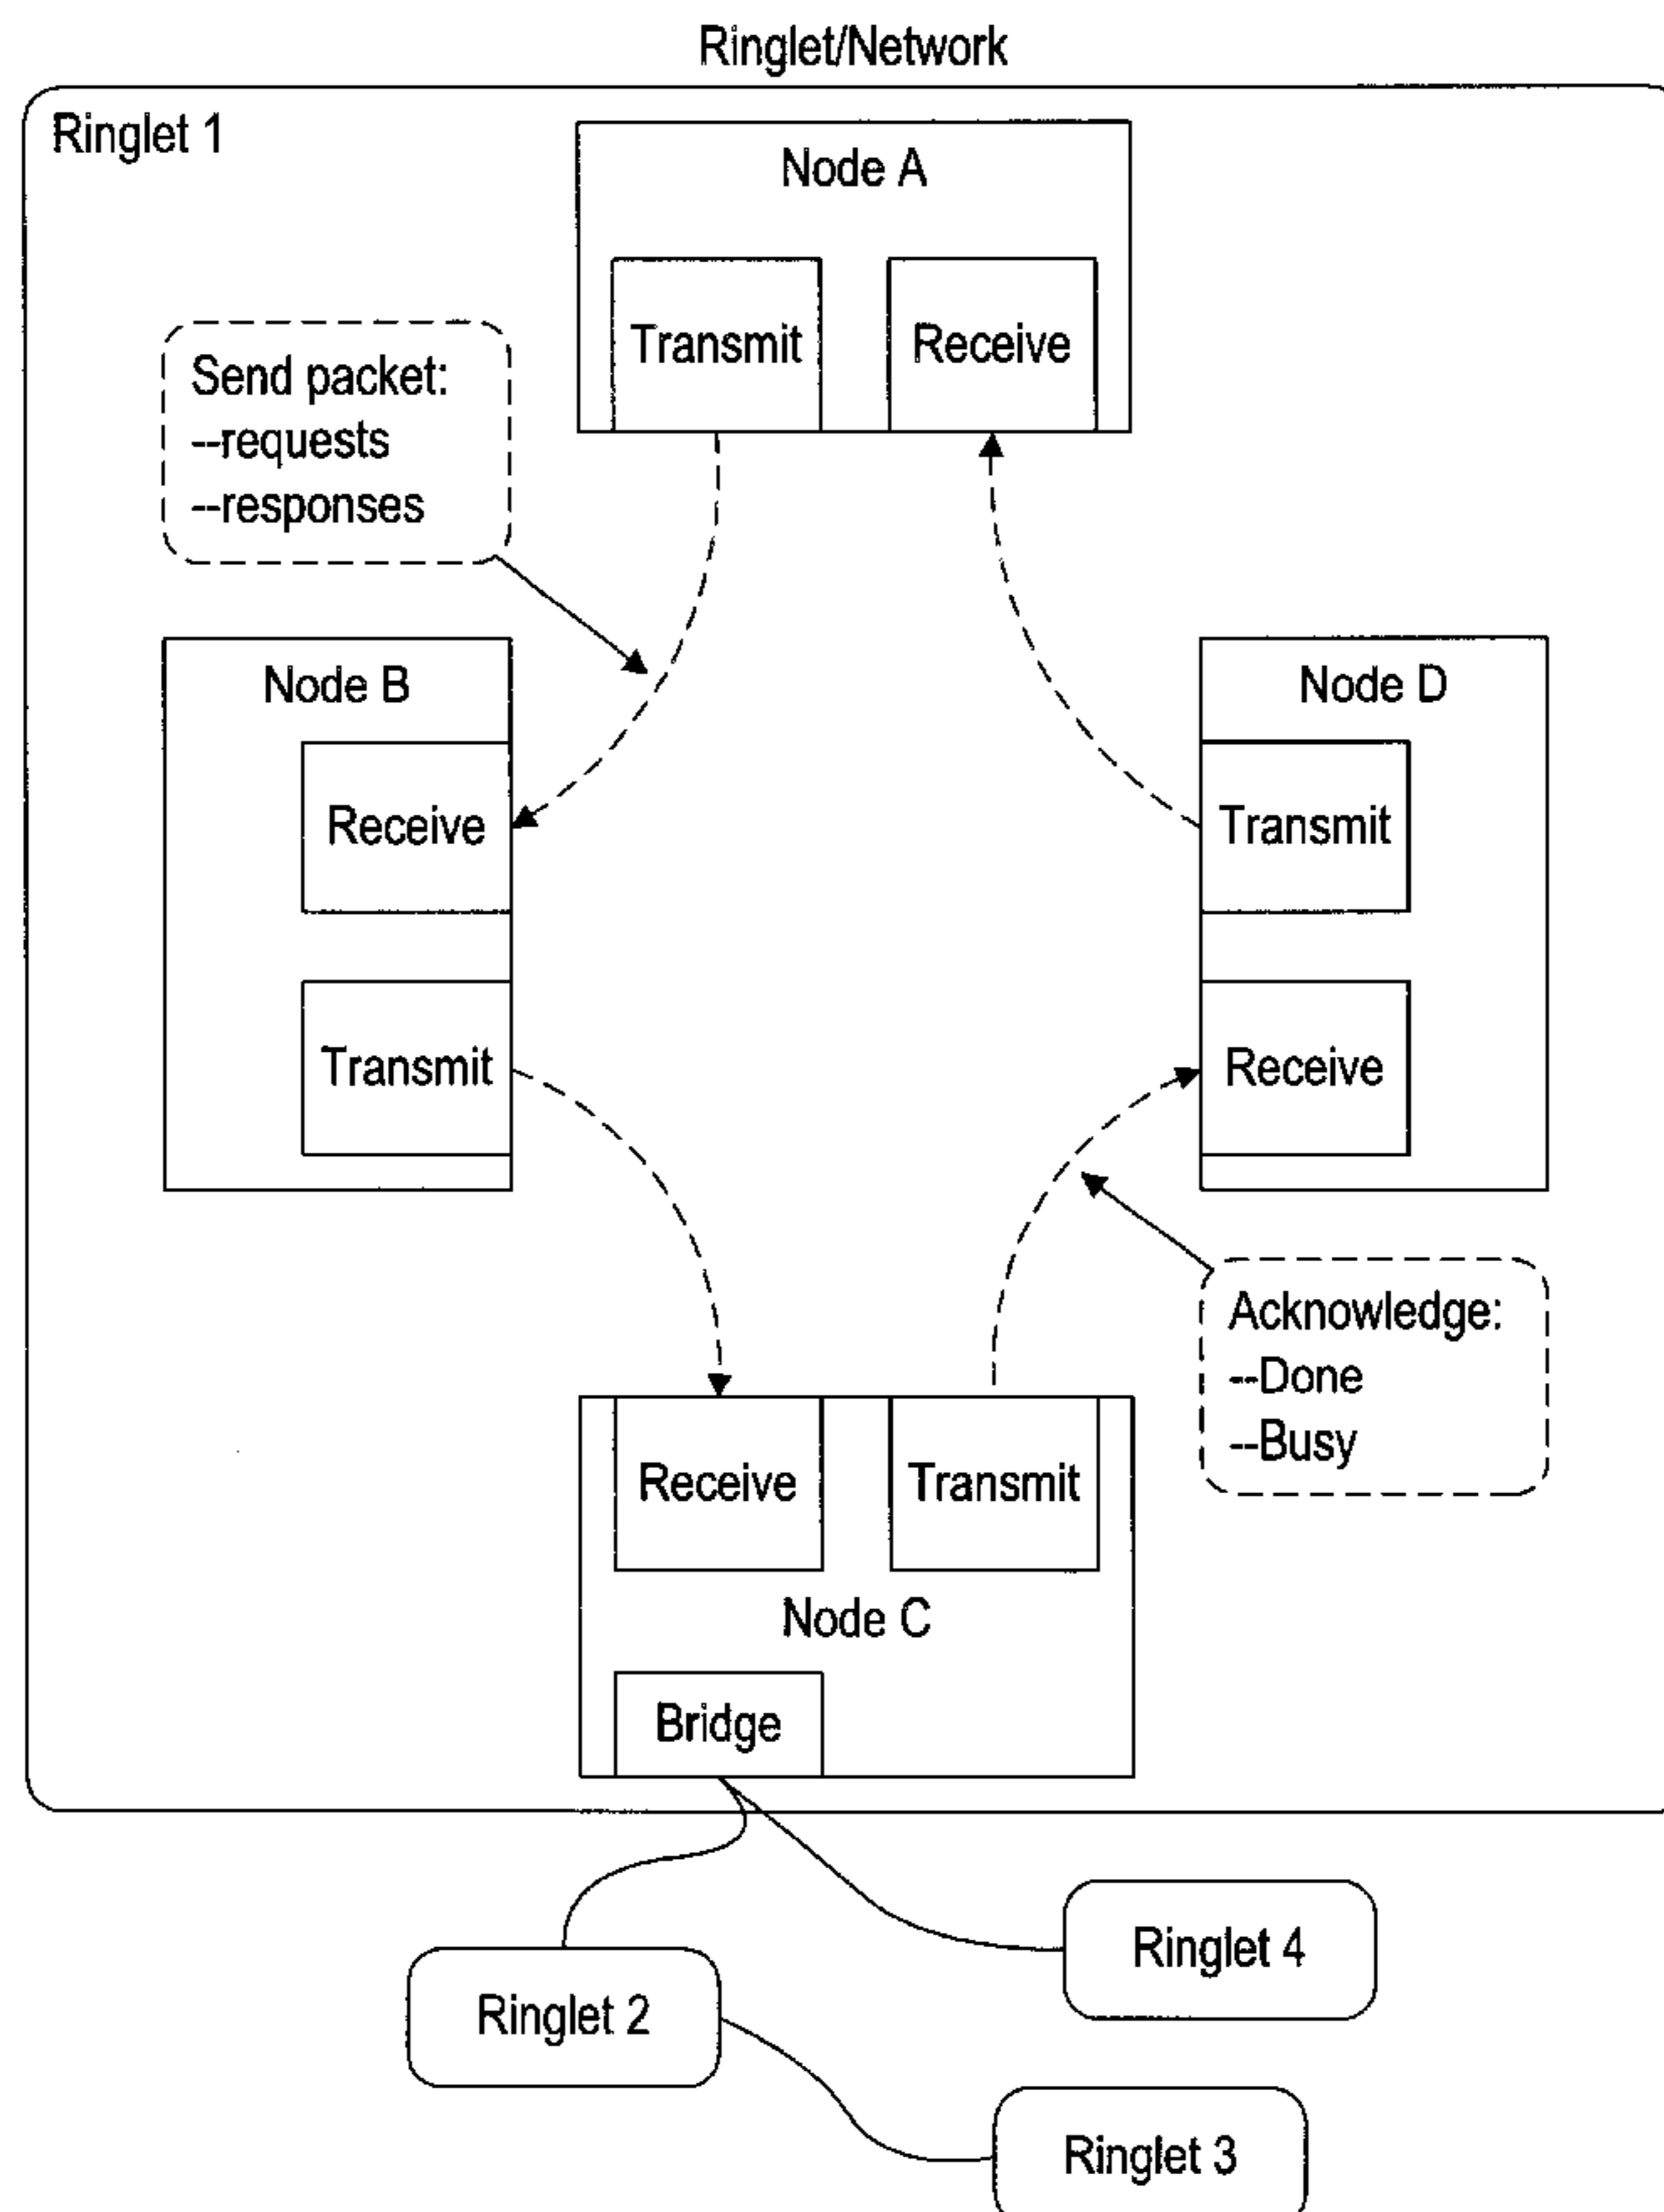 Ringlet/Network
Ringlet 1
Node A
Transmit
Receive
Send packet:
--requests
--responses
Node B
Receive
Transmit
Node D
Transmit
Receive
Acknowledge:
--Done
--Busy
Receive
Transmit
Node C
Bridge
Ringlet 4
Ringlet 2
Ringlet 3